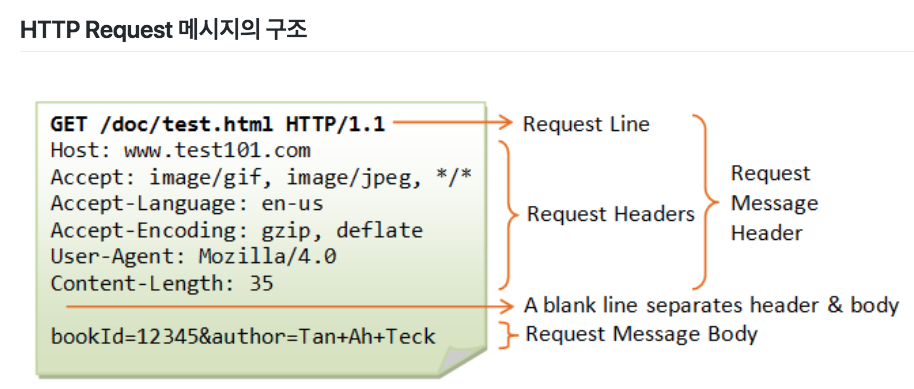 HTTP Request 메시지의 구조
GET /doc/test.html HTTP/1.1
Host: www.test101.com
Accept: image/gif, image/jpeg, */*
Accept-Language: en-us
Accept-Encoding: gzip, deflate
User-Agent: Mozilla/4.0
Content-Length: 35
bookId=12345&author=Tan+Ah+Teck
Request Line
Request Headers
Request
Message
Header
A blank line separates header & body
Request Message Body